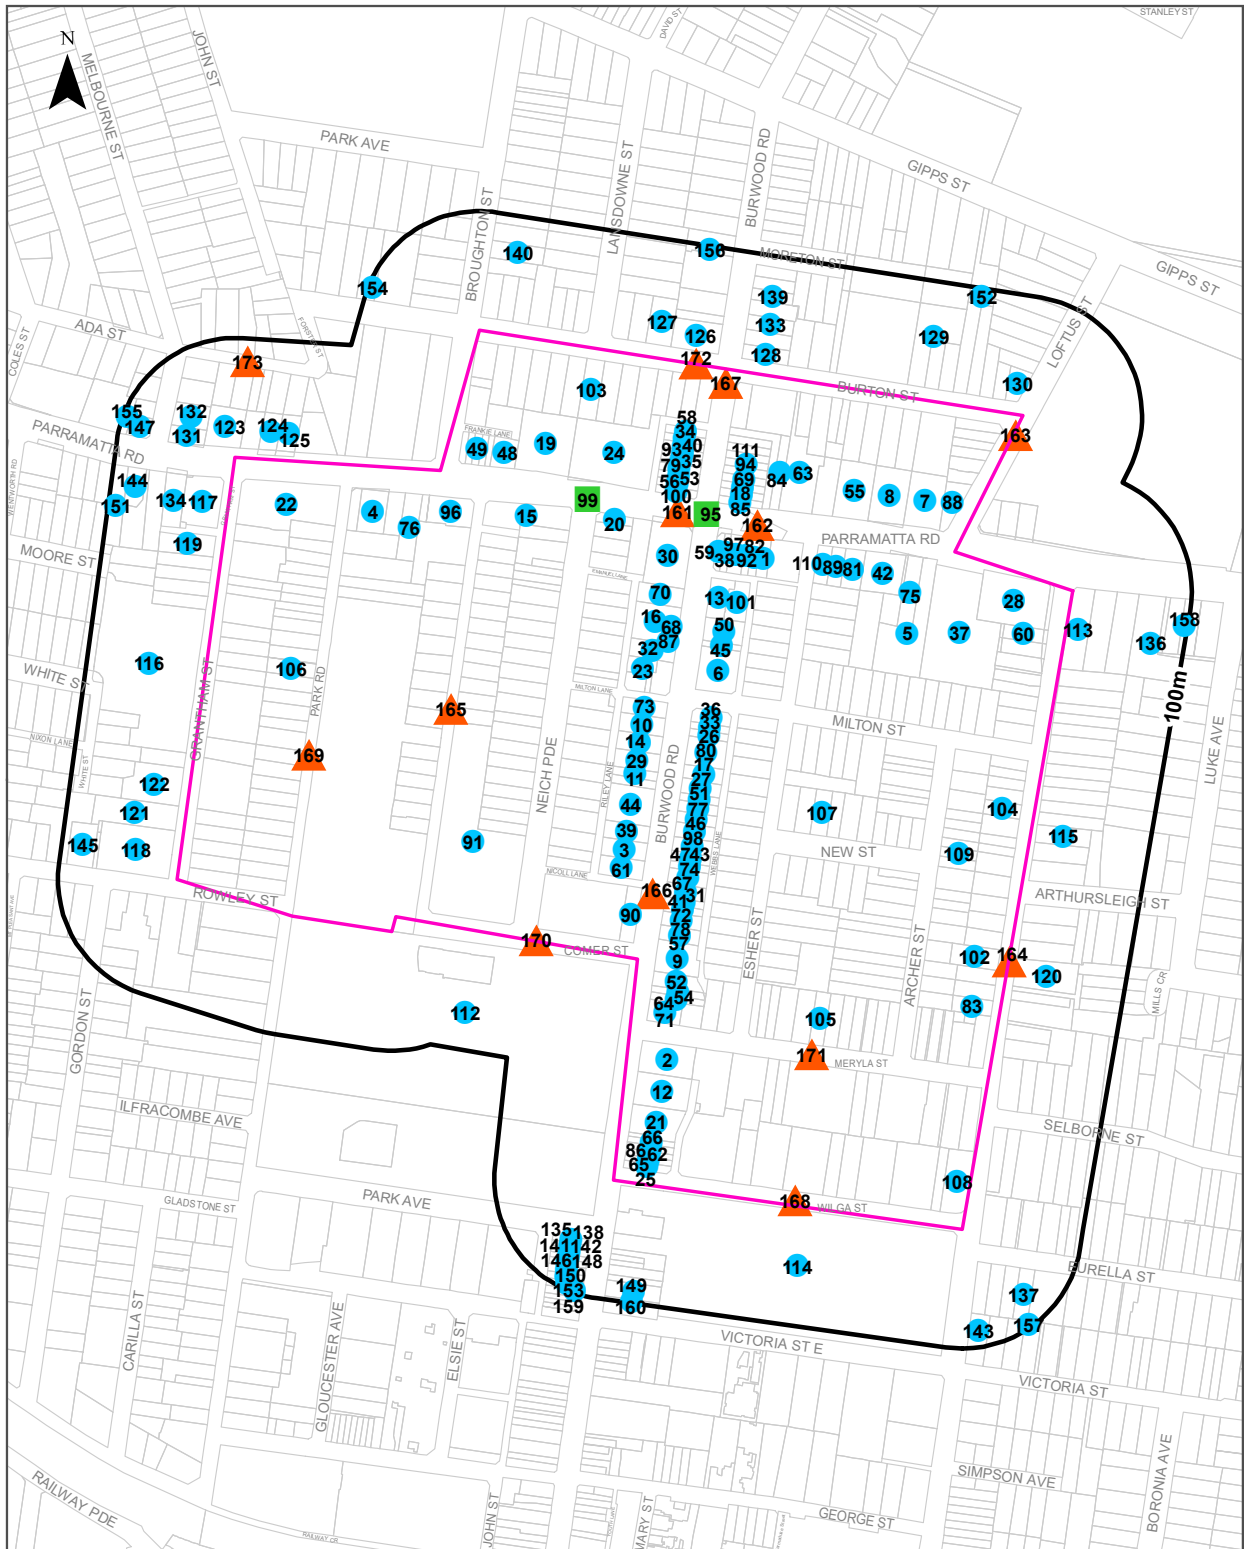 STANLEY ST
DAVID ST
N
JOHN ST
MELBOURNE ST
PARK AVE
BURWOOD RD
LANSDOWNE ST
GIPPS ST
BROUGHTON ST
140
156
MORETON ST
GIPPS ST
154
139
152
LOFTUS ST
127
133
ADA ST
FORSTER ST
126
129
COLES ST
128
173
172
167
130
103
BURTON ST
155
132
58
147
123
124
FRANKIE LANE
34
163
131
125
19
93
40
111
PARRAMATTA RD
49
48
24
79
35
94
63
56
53
69
84
144
134
117
22
99
100
18
55
8
7
88
151
4
96
15
20
161
95
85
76
162
PARRAMATTA RD
119
59
97
82
MOORE ST
30
38
92
1
110
89
81
42
EMANUEL LANE
70
13
101
75
28
16
68
50
5
37
60
113
158
32
87
45
136
116
106
23
6
WHITE ST
GRANTHAM ST
PARK RD
MILTON LANE
100m
165
73
36
10
33
MILTON ST
NIXON LANE
14
26
LUKE AVE
WHITE ST
169
NEICH PDE
29
80
RILEY LANE
11
17
BURWOOD RD
122
27
44
51
121
77
107
104
39
46
WEBBS LANE
145
118
91
3
98
115
47
43
NEW ST
109
61
74
NICOLL LANE
67
ROWLEY ST
166
31
ARTHURSLEIGH ST
90
41
72
170
COMER ST
78
ESHER ST
57
ARCHER ST
9
102
164
120
MILLS CR
52
GORDON ST
64
54
83
112
71
105
2
171
MERYLA ST
12
ILFRACOMBE AVE
21
SELBORNE ST
66
86
62
65
25
108
GLADSTONE ST
PARK AVE
168
WILGA ST
135
138
141
142
146
148
114
EURELLA ST
150
153
149
137
159
160
143
157
CARILLA ST
GLOUCESTER AVE
ELSIE ST
VICTORIA ST E
VICTORIA ST
SIMPSON AVE
BORONIA AVE
RAILWAY PDE
JOHN ST
MARY ST
GEORGE ST
RAILWAY CR